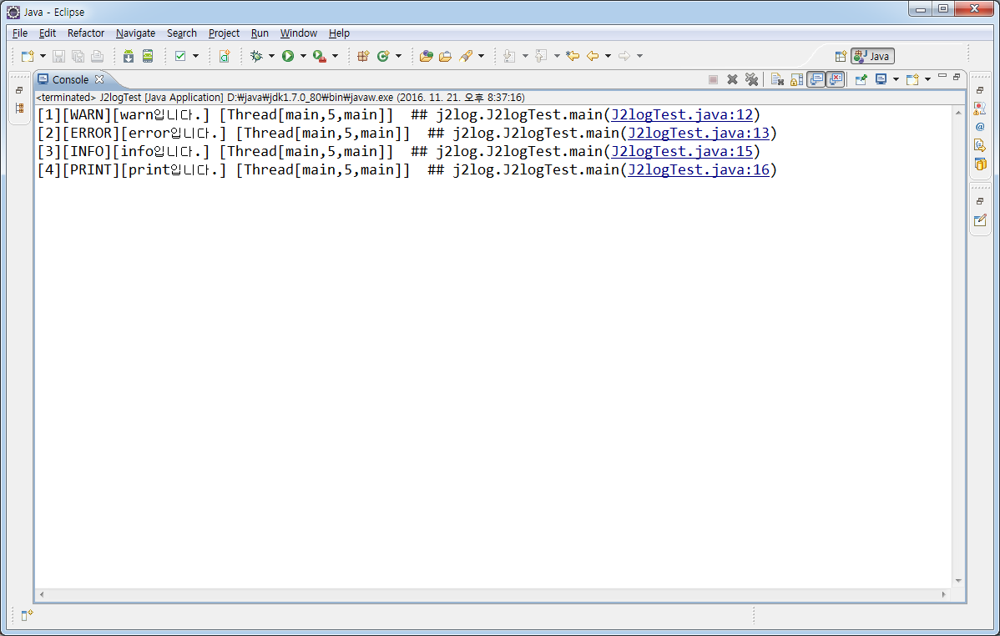 Java - Eclipse
File Edit Refactor Navigate Search Project Run Window Help
Java
Console
<terminated> J2logTest [Java Application] D:₩java₩jdk1.7.0_80₩bin₩javaw.exe (2016. 11. 21. 오후 8:37:16)
[1][WARN][warn입니다.] [Thread[main,5,main]]  ## j2log.J2logTest.main(J2logTest.java:12)
[2][ERROR][error입니다.] [Thread[main,5,main]]  ## j2log.J2logTest.main(J2logTest.java:13)
[3][INFO][info입니다.] [Thread[main,5,main]]  ## j2log.J2logTest.main(J2logTest.java:15)
[4][PRINT][print입니다.] [Thread[main,5,main]]  ## j2log.J2logTest.main(J2logTest.java:16)